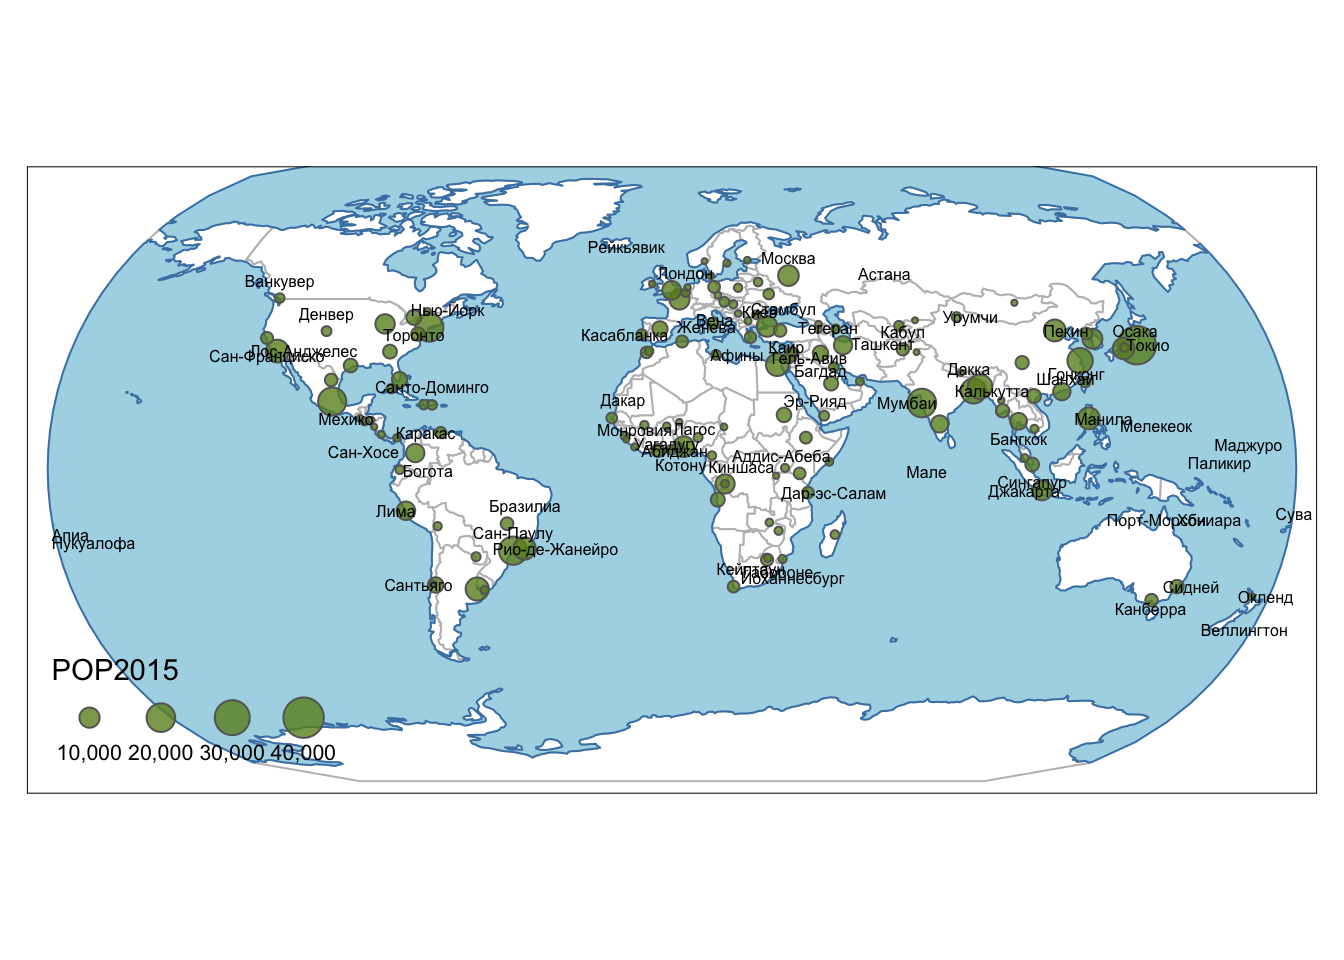 Рейкьявик
Москва
Лондон
Астана
Ванкувер
Нью-Йорк
Денвер
Стамбул
Киев
Урумчи
Вена
Женева
Тегеран
Кабул
Пекин
Осака
Касабланка
Торонто
Каир
Ташкент
Токио
Лос-Анджелес
Сан-Франциско
Афины
Тель-Авив
Багдад
Дакка
Гонконг
Шанхай
Санто-Доминго
Калькутта
Дакар
Эр-Рияд
Мумбаи
Мехико
Манила
Мелекеок
Каракас
Монровия
Лагос
Бангкок
Уагадугу
Абиджан
Маджуро
Сан-Хосе
Аддис-Абеба
Котону
Киншаса
Паликир
Богота
Мале
Сингапур
Джакарта
Дар-эс-Салам
Бразилиа
Лима
Порт-Морсби
Хониара
Сува
Сан-Паулу
Апиа
Нукуалофа
Рио-де-Жанейро
Кейптаун
Габороне
Йоханнесбург
Сантьяго
Сидней
Окленд
Канберра
Веллингтон
POP2015
10,000 20,000 30,000 40,000